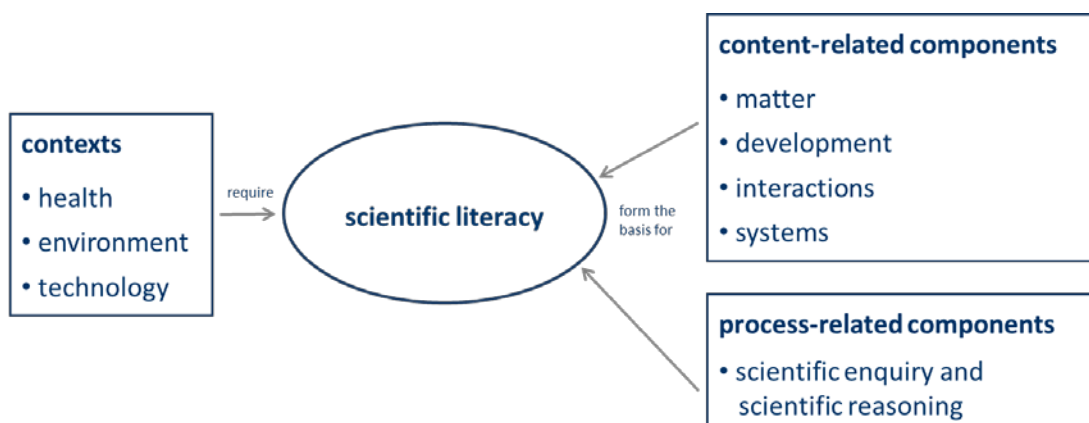 contexts
• health
• environment
• technology
require
scientific literacy
form the
basis for
content-related components
• matter
• development
• interactions
• systems
process-related components
• scientific enquiry and
scientific reasoning